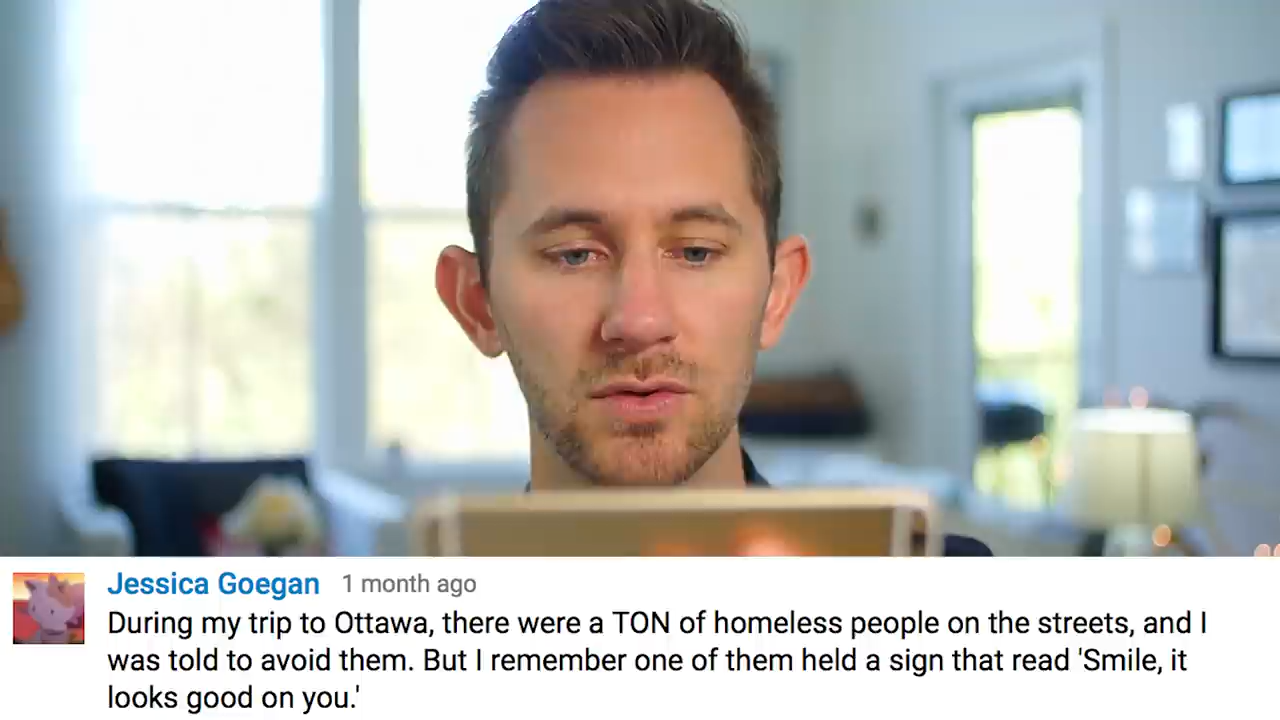 Jessica Goegan 1 month ago
During my trip to Ottawa, there were a TON of homeless people on the streets, and I
was told to avoid them. But I remember one of them held a sign that read 'Smile, it
looks good on you.'